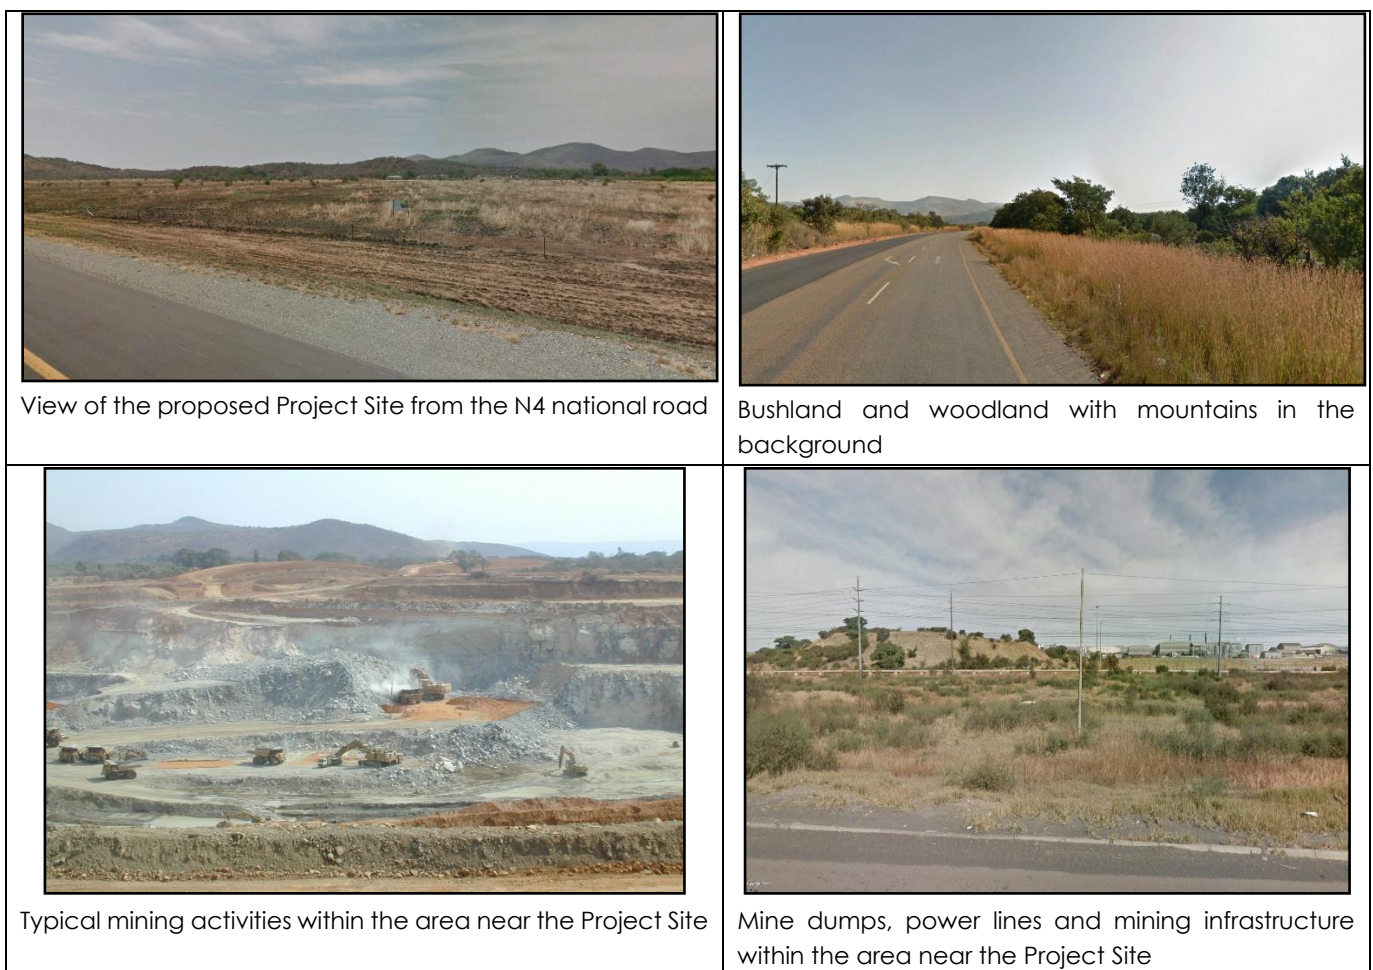 View of the proposed Project Site from the N4 national road
Bushland and woodland with mountains in the
background
Typical mining activities within the area near the Project Site
Mine dumps, power lines and mining infrastructure
within the area near the Project Site